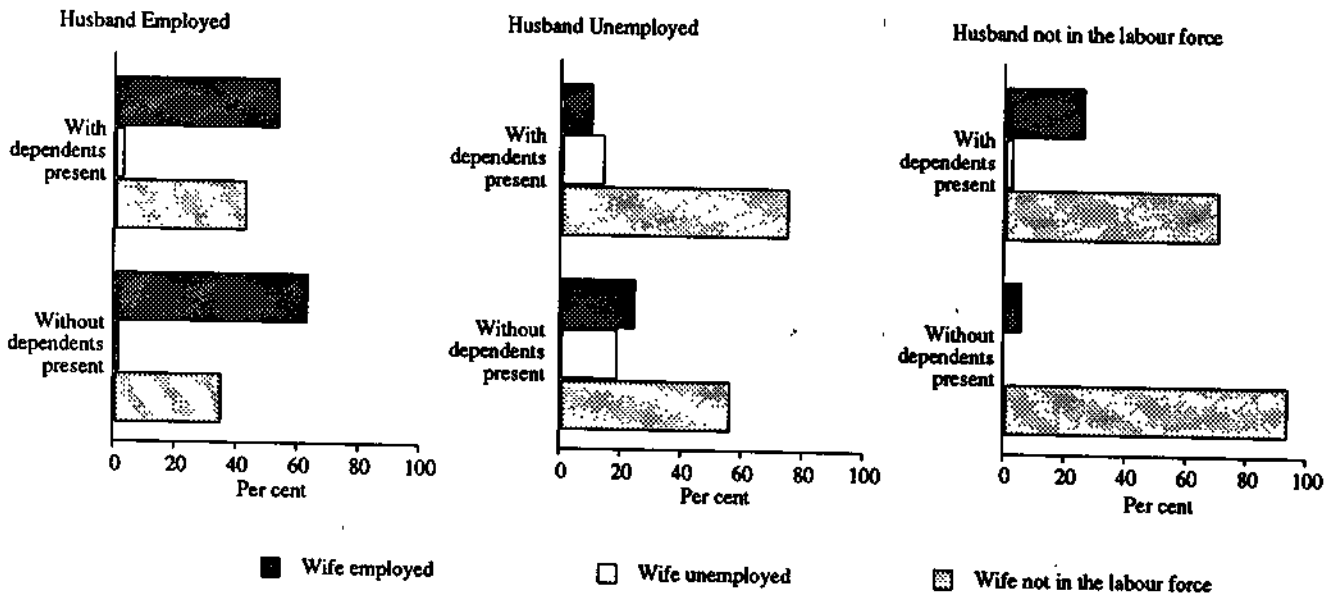 Husband Employed
With
dependents
present
Without
dependents
present
0 20 40 60 80 100
Per cent
Husband Unemployed
With
dependents
present
Without
dependents
present
0 20 40 60 80 100
Per cent
Husband not in the labour force
With
dependents
present
Without
dependents
present
0 20 40 60 80 100
Per cent
Wife employed
Wife unemployed
Wife not in the labour force